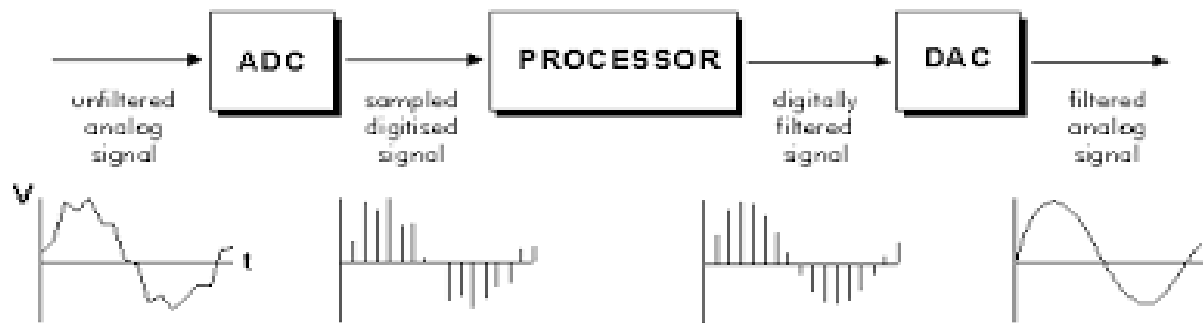 ADC
PROCESSOR
DAC
unfiltered
analog
signal
sampled
digitised
signal
digitally
filtered
signal
filtered
analog
signal
V
t